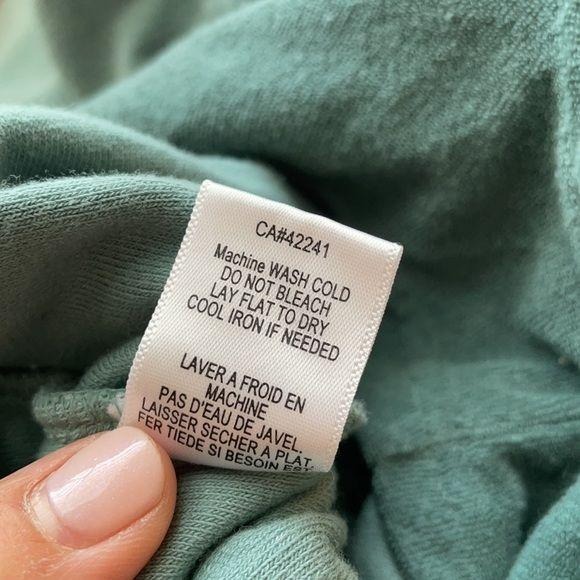 CA#42241
Machine WASH COLD
DO NOT BLEACH
LAY FLAT TO DRY
COOL IRON IF NEEDED
LAVER A FROID EN
MACHINE
PAS D'EAU DE JAVEL.
LAISSER SECHER A PLAT.
FER TIEDE SI BESOIN EST